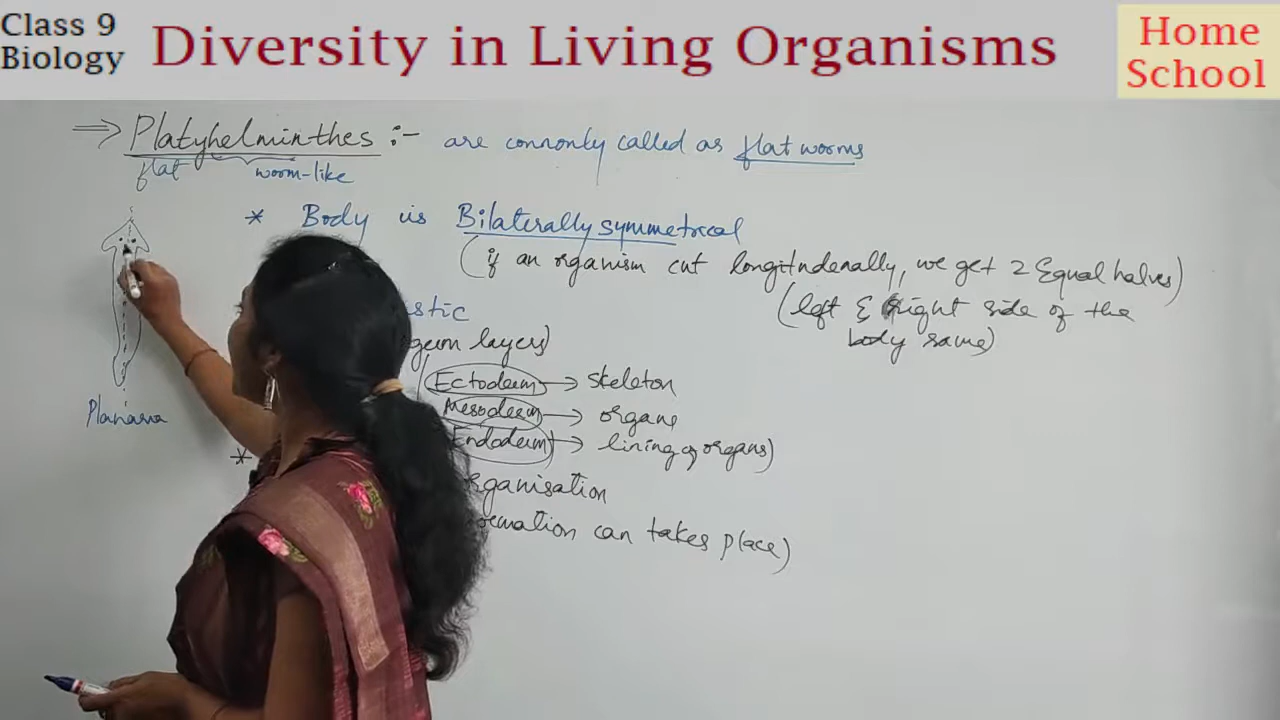 Class 9
Biology
Diversity in Living Organisms
Home
School
⇒ Platyhelminthes :- are commonly called as flat worms
flat worm-like
* Body is Bilaterally symmetrical
(if an organism cut longitudenally, we get 2 Equal halves)
(left & Right side of the
body same)
stic
germ layers)
Ectoderm → skeleton
Mesoderm → organs
Endoderm → lining of organs)
Planaria
*
organisation
formation can takes place)